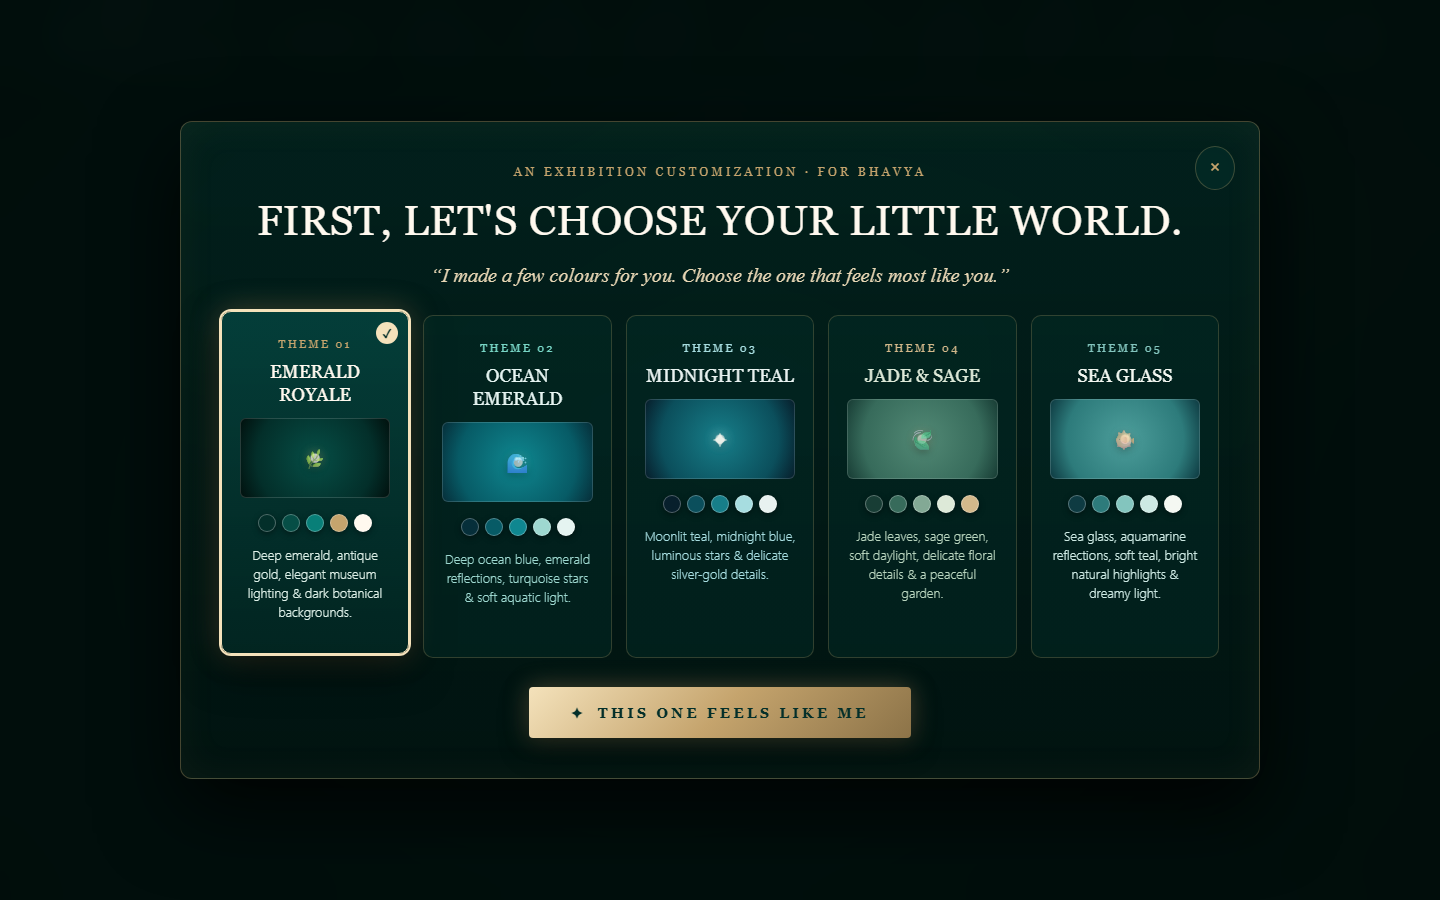 AN EXHIBITION CUSTOMIZATION · FOR BHAVYA
×
FIRST, LET'S CHOOSE YOUR LITTLE WORLD.
“I made a few colours for you. Choose the one that feels most like you.”
✓
THEME 01
EMERALD
ROYALE
Deep emerald, antique
gold, elegant museum
lighting & dark botanical
backgrounds.
THEME 02
OCEAN
EMERALD
Deep ocean blue, emerald
reflections, turquoise stars
& soft aquatic light.
THEME 03
MIDNIGHT TEAL
Moonlit teal, midnight blue,
luminous stars & delicate
silver-gold details.
THEME 04
JADE & SAGE
Jade leaves, sage green,
soft daylight, delicate floral
details & a peaceful
garden.
THEME 05
SEA GLASS
Sea glass, aquamarine
reflections, soft teal, bright
natural highlights &
dreamy light.
✦ THIS ONE FEELS LIKE ME